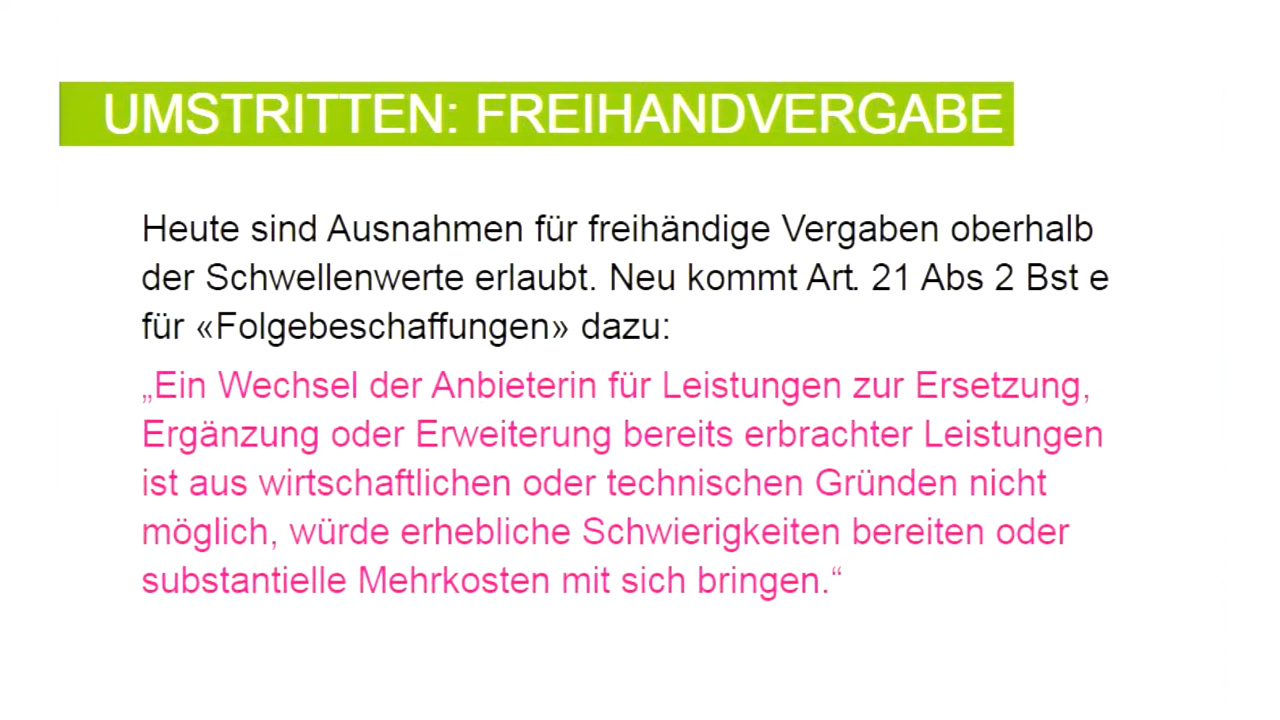 UMSTRITTEN: FREIHANDVERGABE
Heute sind Ausnahmen für freihändige Vergaben oberhalb
der Schwellenwerte erlaubt. Neu kommt Art. 21 Abs 2 Bst e
für «Folgebeschaffungen» dazu:
„Ein Wechsel der Anbieterin für Leistungen zur Ersetzung,
Ergänzung oder Erweiterung bereits erbrachter Leistungen
ist aus wirtschaftlichen oder technischen Gründen nicht
möglich, würde erhebliche Schwierigkeiten bereiten oder
substantielle Mehrkosten mit sich bringen.“